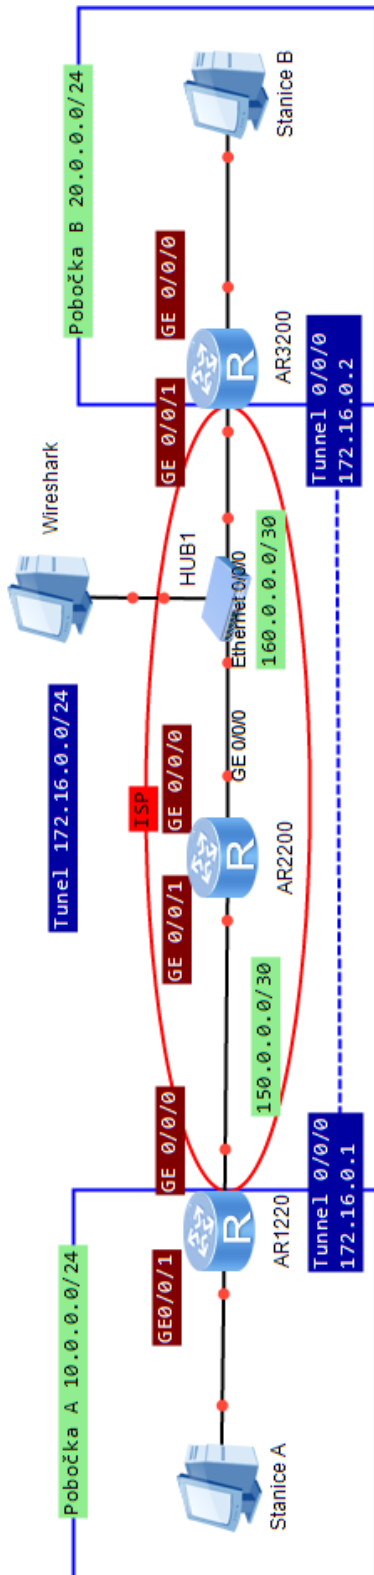 Pobočka A 10.0.0.0/24
Tunel 172.16.0.0/24
Wireshark
Pobočka B 20.0.0.0/24
ISP
HUB1
GE0/0/1
GE 0/0/0
GE 0/0/1
GE 0/0/0
GE 0/0/1
GE 0/0/0
GE 0/0/0
Ethernet 0/0/0
Stanice A
AR1220
150.0.0.0/30
AR2200
160.0.0.0/30
AR3200
Stanice B
Tunnel 0/0/0
172.16.0.1
Tunnel 0/0/0
172.16.0.2